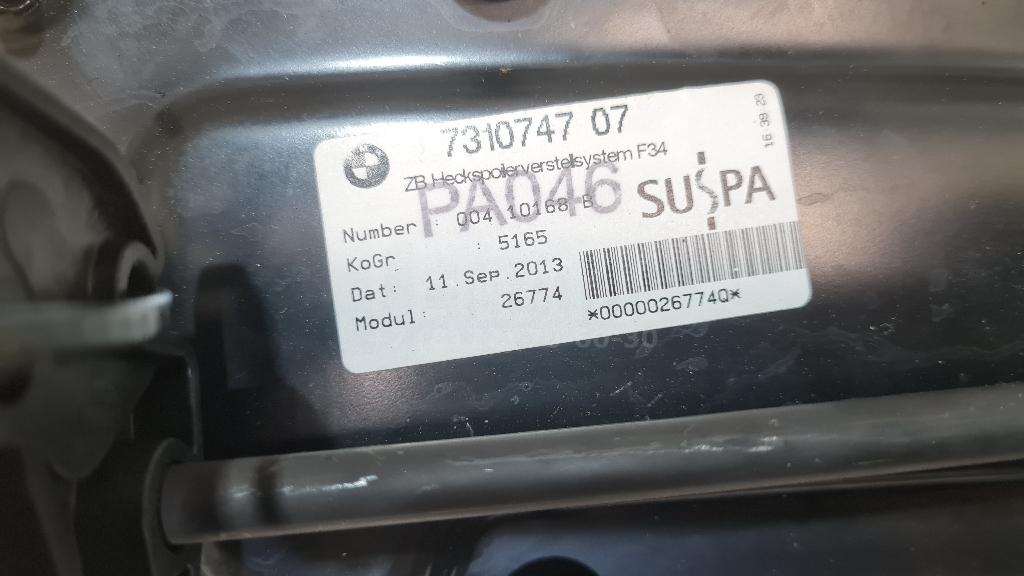 7310747 07
16 38 23
ZB Heckspoilerverstellsystem F34
PA046
SUSPA
Number : 004 10168 B
KoGr : 5165
Dat: 11.Sep.2013
Modul: 26774
*0000026774Q*